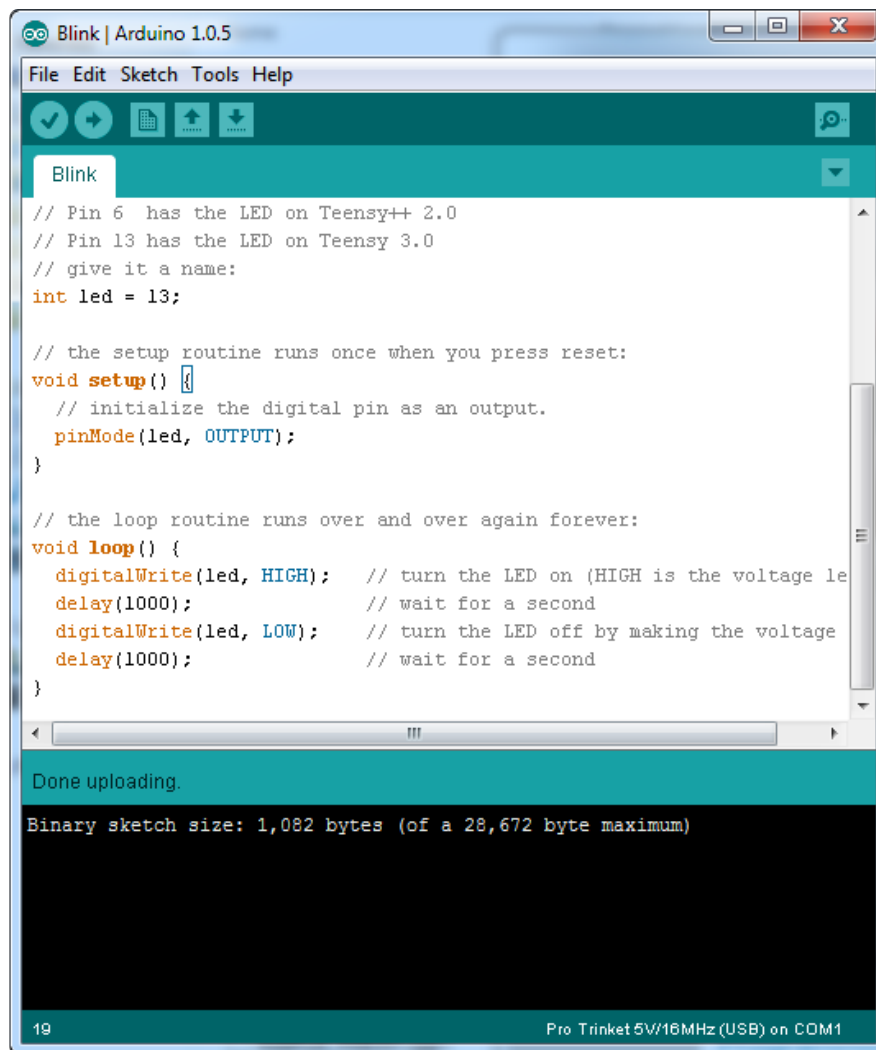 Blink | Arduino 1.0.5
File Edit Sketch Tools Help
Blink
// Pin 6  has the LED on Teensy++ 2.0
// Pin 13 has the LED on Teensy 3.0
// give it a name:
int led = 13;
// the setup routine runs once when you press reset:
void setup() {
  // initialize the digital pin as an output.
  pinMode(led, OUTPUT);
}
// the loop routine runs over and over again forever:
void loop() {
  digitalWrite(led, HIGH);   // turn the LED on (HIGH is the voltage le
  delay(1000);               // wait for a second
  digitalWrite(led, LOW);    // turn the LED off by making the voltage
  delay(1000);               // wait for a second
}
Done uploading.
Binary sketch size: 1,082 bytes (of a 28,672 byte maximum)
19 Pro Trinket 5V/16MHz (USB) on COM1